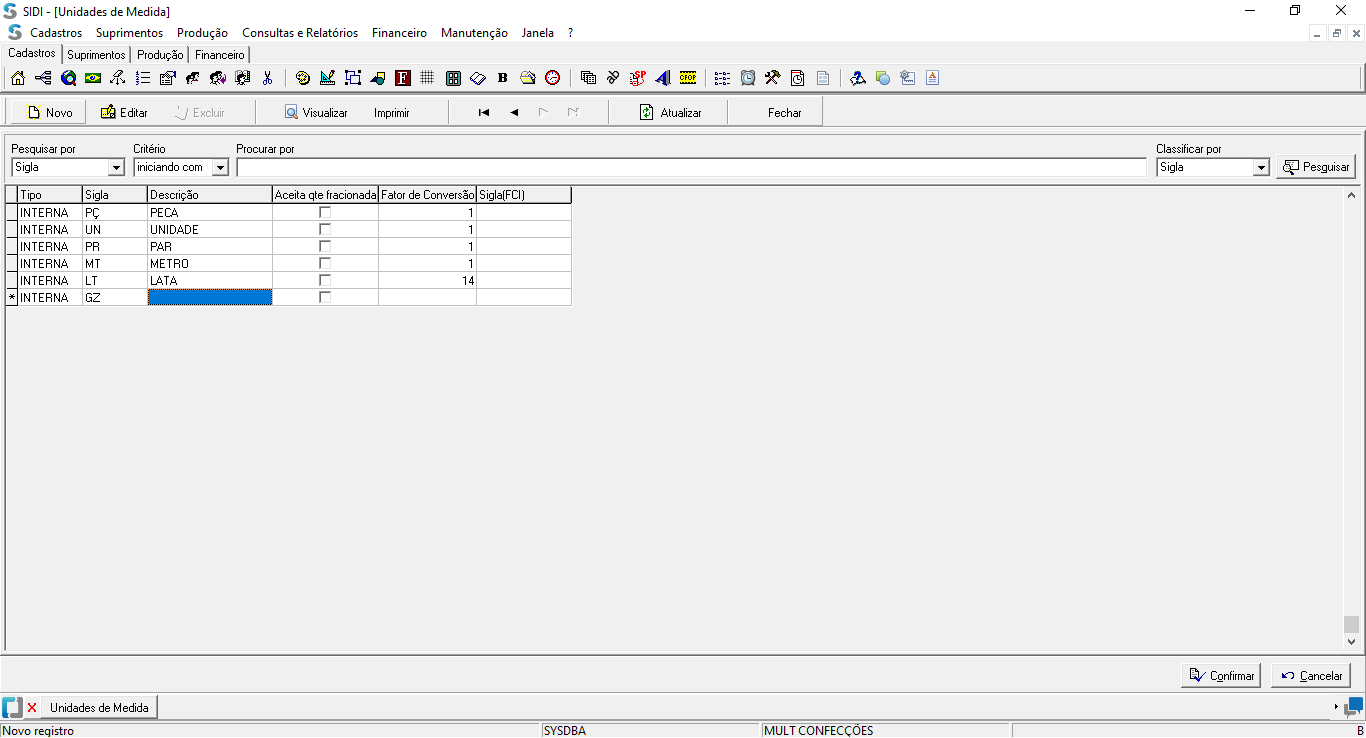 SIDI - [Unidades de Medida]
Cadastros Suprimentos Produção Consultas e Relatórios Financeiro Manutenção Janela ?
Cadastros Suprimentos Produção Financeiro
F B SP CFOP A
Novo Editar Excluir Visualizar Imprimir Atualizar Fechar
Pesquisar por Critério Procurar por Classificar por
Sigla iniciando com Sigla Pesquisar
Tipo Sigla Descrição Aceita qte fracionada Fator de Conversão Sigla(FCI)
INTERNA PÇ PECA 1
INTERNA UN UNIDADE 1
INTERNA PR PAR 1
INTERNA MT METRO 1
INTERNA LT LATA 14
* INTERNA GZ
Confirmar Cancelar
Unidades de Medida
Novo registro SYSDBA MULT CONFECÇÕES B